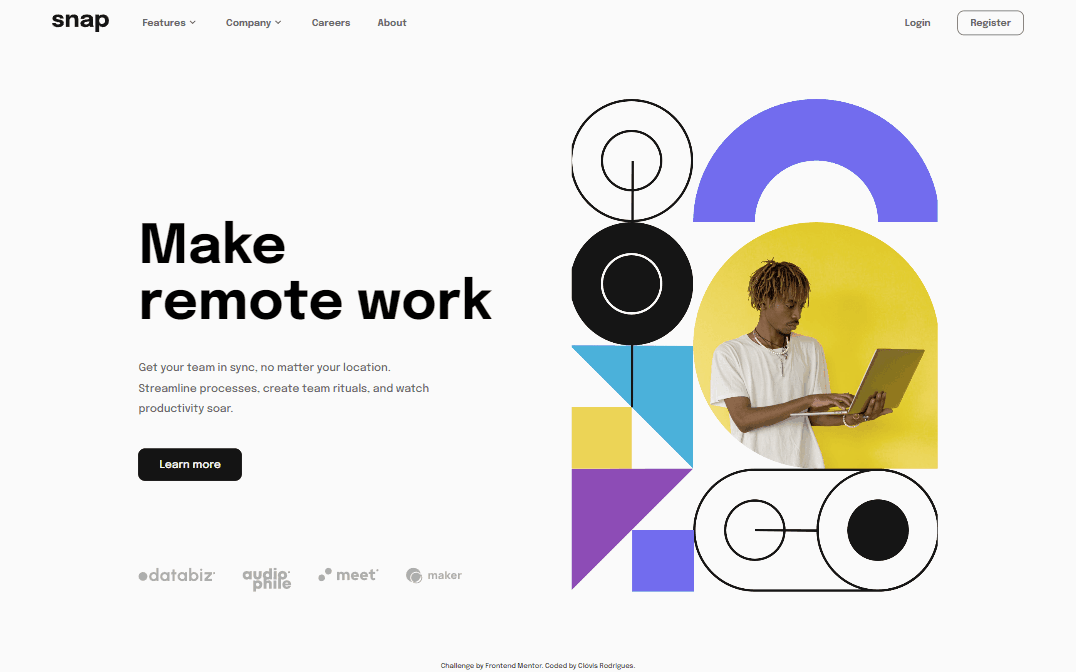 snap Features Company Careers About Login Register
Make
remote work
Get your team in sync, no matter your location.
Streamline processes, create team rituals, and watch
productivity soar.
Learn more
databiz audiophile meet maker
Challenge by Frontend Mentor. Coded by Clóvis Rodrigues.